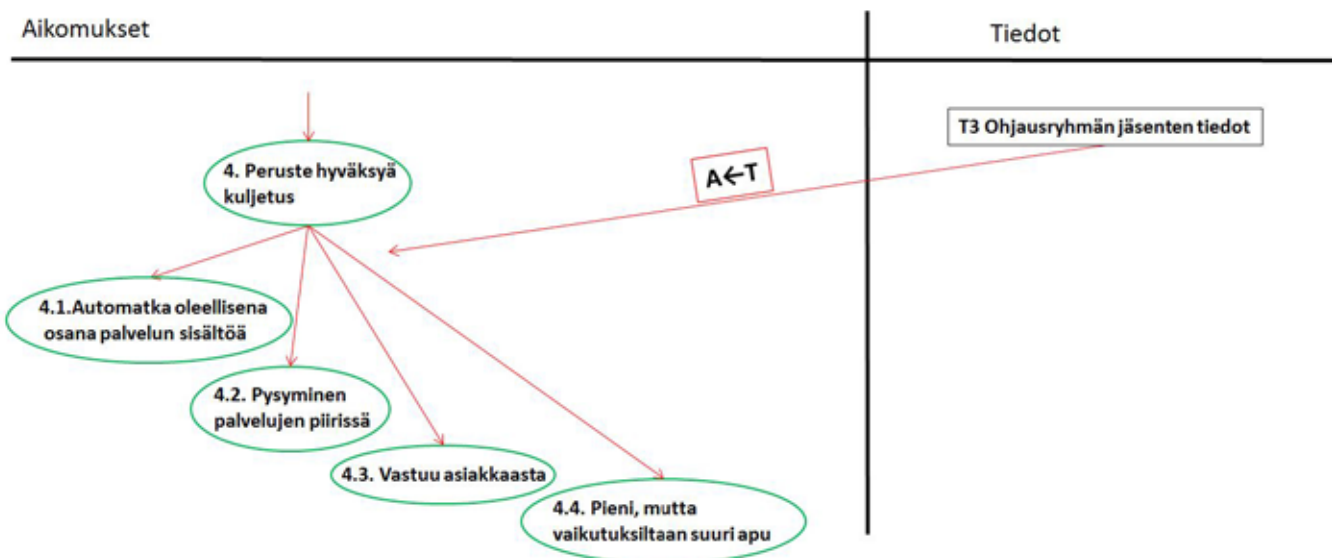 Aikomukset
Tiedot
T3 Ohjausryhmän jäsenten tiedot
4. Peruste hyväksyä
kuljetus
A←T
4.1.Automatka oleellisena
osana palvelun sisältöä
4.2. Pysyminen
palvelujen piirissä
4.3. Vastuu asiakkaasta
4.4. Pieni, mutta
vaikutuksiltaan suuri apu